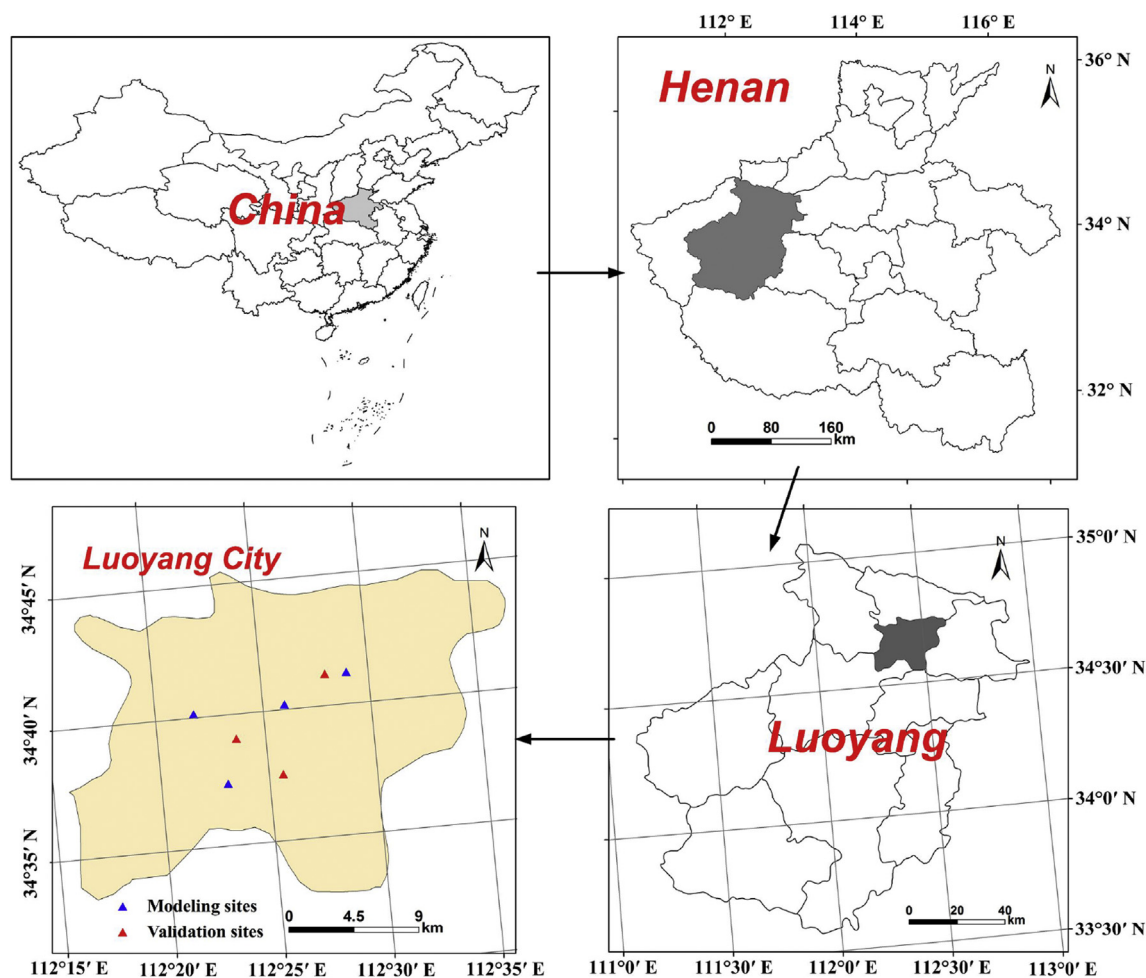 China
112° E 114° E 116° E
Henan
N
36° N
34° N
32° N
0 80 160
km
Luoyang City
N
34°45′ N
34°40′ N
34°35′ N
Modeling sites
Validation sites
0 4.5 9
km
112°15′ E 112°20′ E 112°25′ E 112°30′ E 112°35′ E
N
Luoyang
35°0′ N
34°30′ N
34°0′ N
33°30′ N
0 20 40
km
111°0′ E 111°30′ E 112°0′ E 112°30′ E 113°0′ E